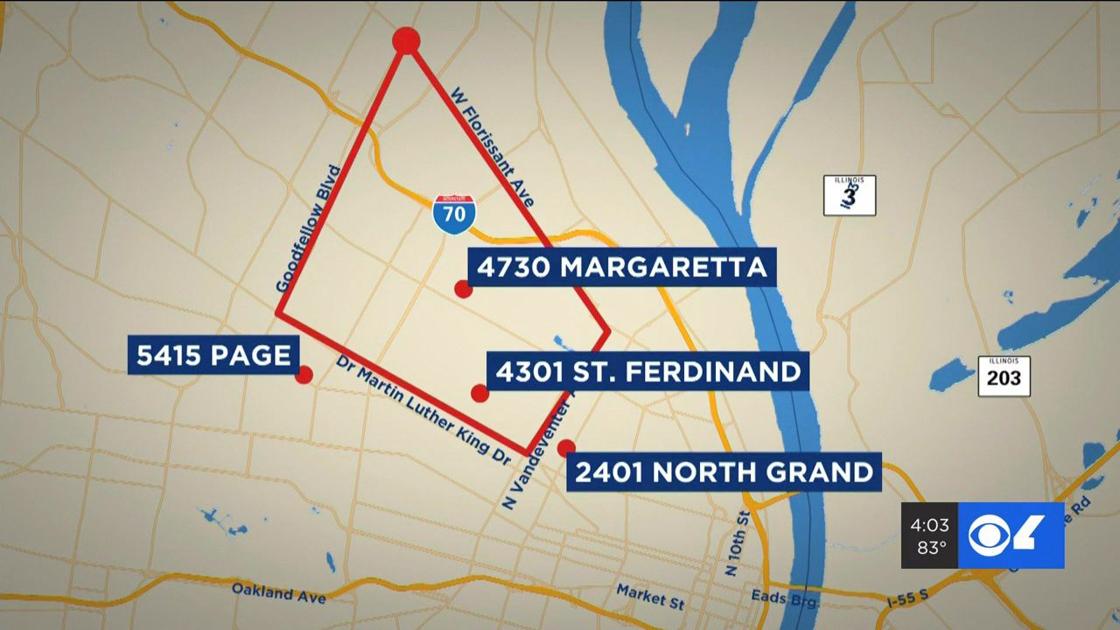 W Florissant Ave
Goodfellow Blvd
INTERSTATE
70
ILLINOIS
3
4730 MARGARETTA
5415 PAGE
4301 ST. FERDINAND
ILLINOIS
203
Dr Martin Luther King Dr
N Vandeventer
2401 NORTH GRAND
4:03
83°
N 10th St
Rd
Oakland Ave
Market St
Eads Brg
I-55 S